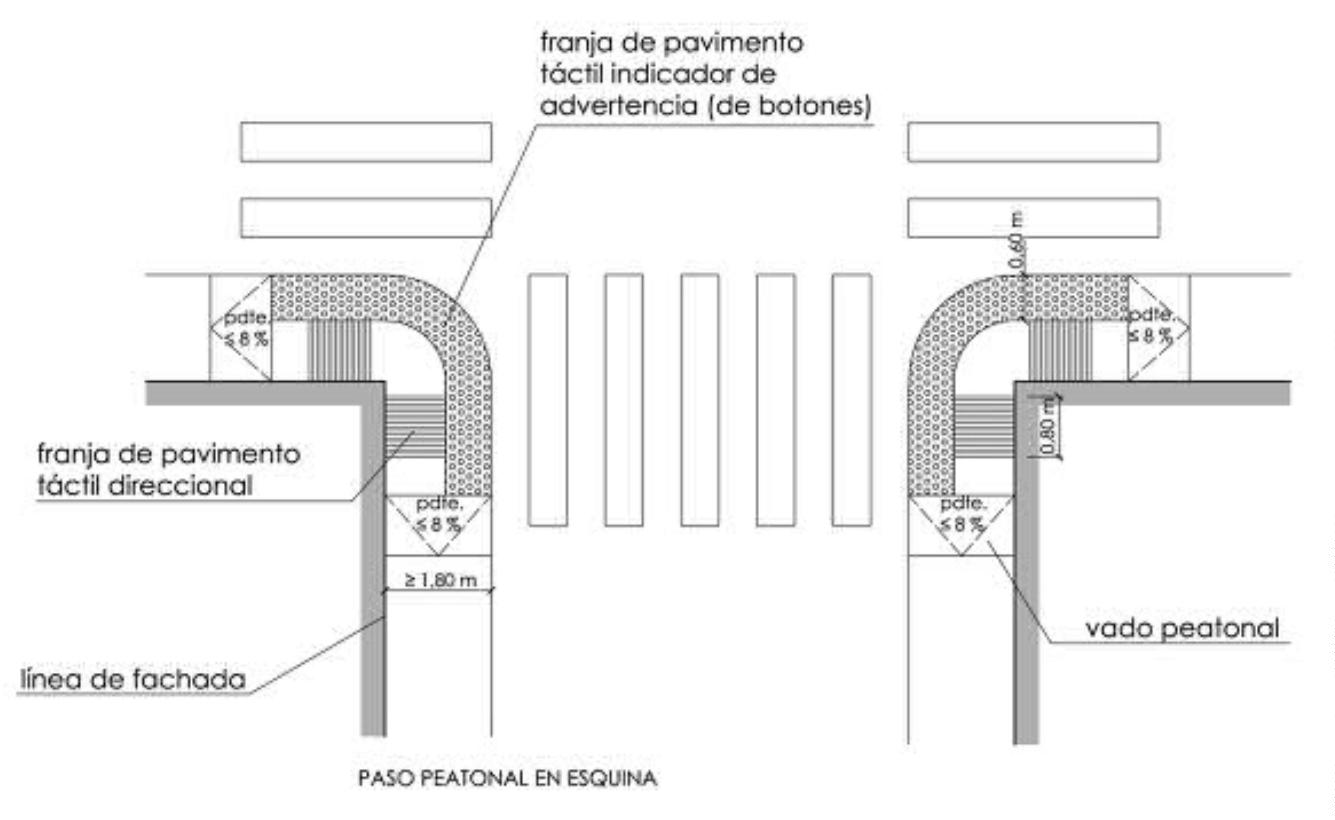 franja de pavimento
táctil indicador de
advertencia (de botones)
0,60 m
pdte.
≤ 8 %
pdte.
≤ 8 %
0,80 m
franja de pavimento
táctil direccional
pdte.
≤ 8 %
pdte.
≤ 8 %
≥ 1,80 m
vado peatonal
línea de fachada
PASO PEATONAL EN ESQUINA